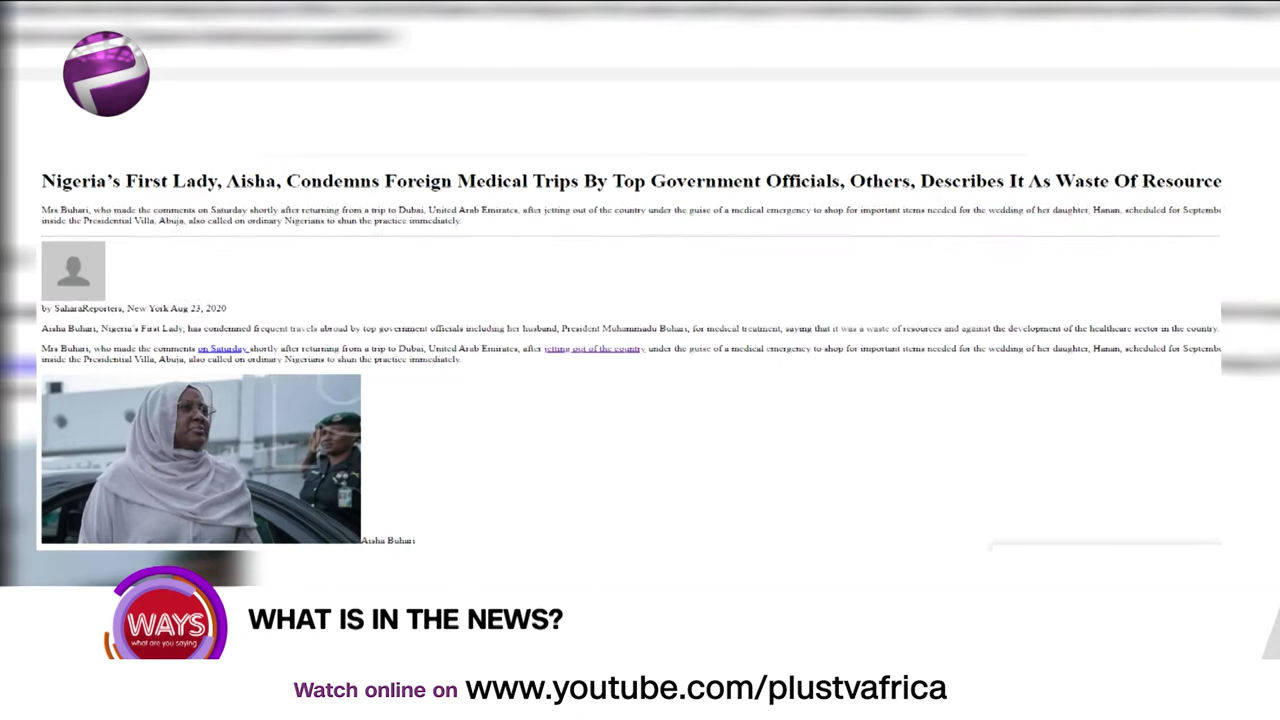 Nigeria's First Lady, Aisha, Condemns Foreign Medical Trips By Top Government Officials, Others, Describes It As Waste Of Resource
Mrs Buhari, who made the comments on Saturday shortly after returning from a trip to Dubai, United Arab Emirates, after jetting out of the country under the guise of a medical emergency to shop for important items needed for the wedding of her daughter, Hanan, scheduled for Septembe
inside the Presidential Villa, Abuja, also called on ordinary Nigerians to shun the practice immediately.
by SaharaReporters, New York Aug 23, 2020
Aisha Buhari, Nigeria's First Lady, has condemned frequent travels abroad by top government officials including her husband, President Muhammadu Buhari, for medical treatment, saying that it was a waste of resources and against the development of the healthcare sector in the country.
Mrs Buhari, who made the comments on Saturday shortly after returning from a trip to Dubai, United Arab Emirates, after jetting out of the country under the guise of a medical emergency to shop for important items needed for the wedding of her daughter, Hanan, scheduled for Septembe
inside the Presidential Villa, Abuja, also called on ordinary Nigerians to shun the practice immediately.
Aisha Buhari
WAYS
what are you saying
WHAT IS IN THE NEWS?
Watch online on www.youtube.com/plustvafrica